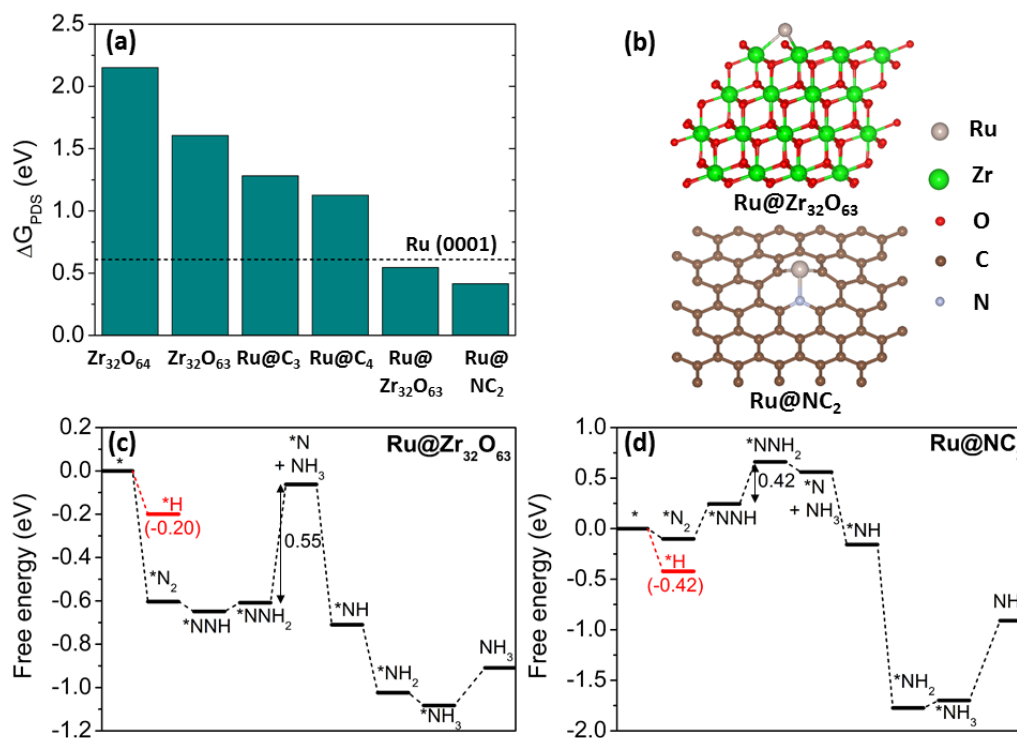 (a)
2.5
2.0
1.5
1.0
0.5
0.0
ΔG_PDS (eV)
Ru (0001)
Zr₃₂O₆₄
Zr₃₂O₆₃
Ru@C₃
Ru@C₄
Ru@
Zr₃₂O₆₃
Ru@
NC₂
(b)
Ru@Zr₃₂O₆₃
Ru@NC₂
Ru
Zr
O
C
N
(c)
Ru@Zr₃₂O₆₃
0.2
0.0
-0.2
-0.4
-0.6
-0.8
-1.0
-1.2
Free energy (eV)
*
*H
(-0.20)
*N₂
*NNH
*NNH₂
0.55
*N
+ NH₃
*NH
*NH₂
*NH₃
NH₃
(d)
Ru@NC
1.0
0.5
0.0
-0.5
-1.0
-1.5
-2.0
Free energy (eV)
*
*N₂
*H
(-0.42)
*NNH
*NNH₂
0.42
*N
+ NH₃
*NH
*NH₂
*NH₃
NH